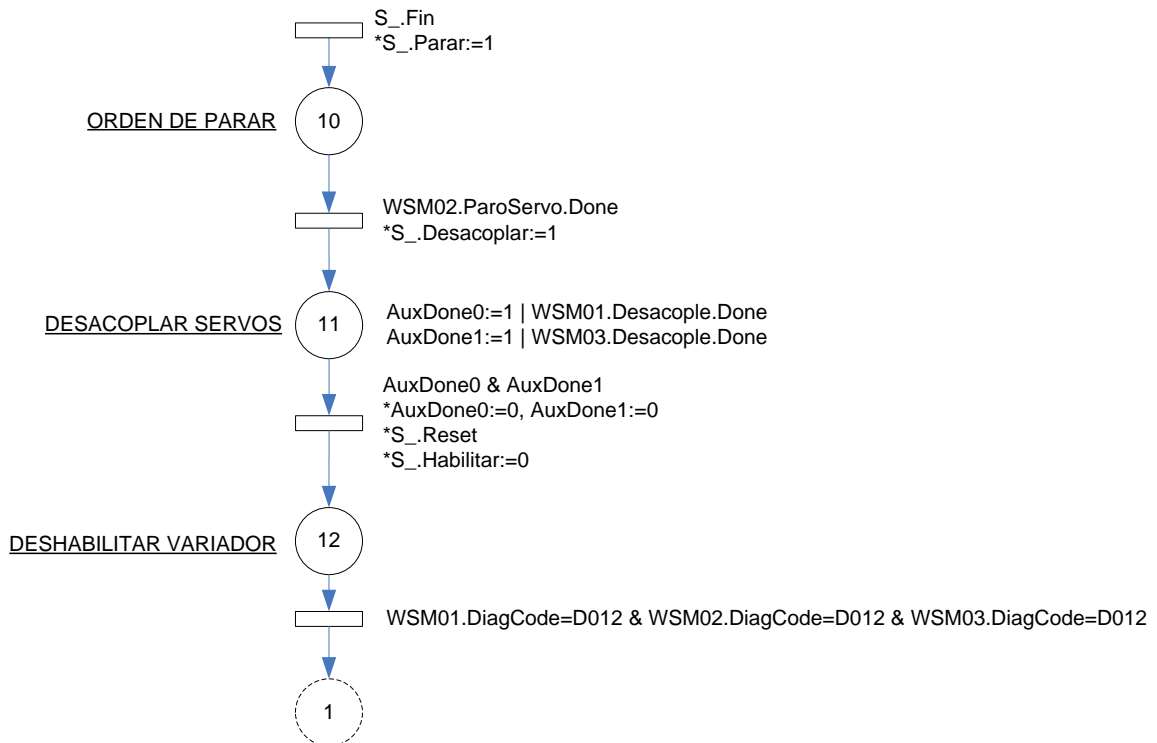 S_.Fin
*S_.Parar:=1
ORDEN DE PARAR
10
WSM02.ParoServo.Done
*S_.Desacoplar:=1
DESACOPLAR SERVOS
11
AuxDone0:=1 | WSM01.Desacople.Done
AuxDone1:=1 | WSM03.Desacople.Done
AuxDone0 & AuxDone1
*AuxDone0:=0, AuxDone1:=0
*S_.Reset
*S_.Habilitar:=0
DESHABILITAR VARIADOR
12
WSM01.DiagCode=D012 & WSM02.DiagCode=D012 & WSM03.DiagCode=D012
1